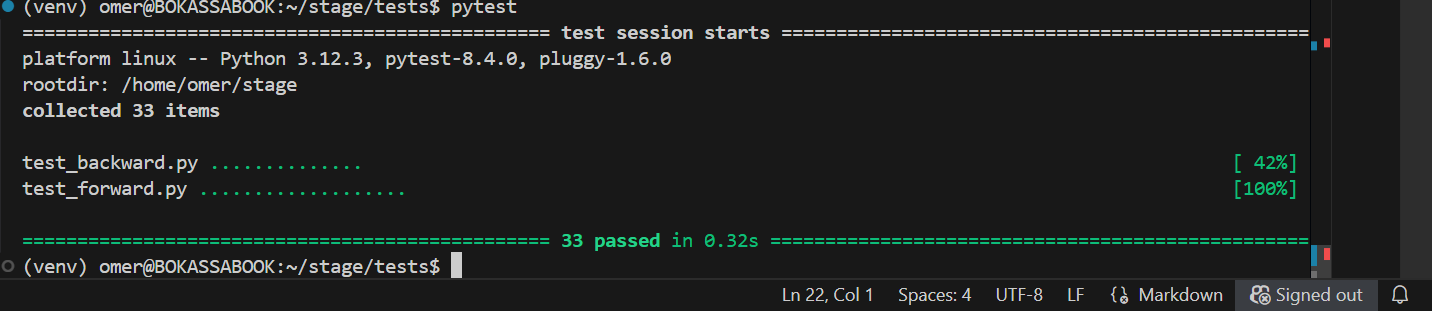 (venv) omer@BOKASSABOOK:~/stage/tests$ pytest
================================================ test session starts ================================================
platform linux -- Python 3.12.3, pytest-8.4.0, pluggy-1.6.0
rootdir: /home/omer/stage
collected 33 items
test_backward.py .............. [ 42%]
test_forward.py ................... [100%]
================================================ 33 passed in 0.32s =================================================
(venv) omer@BOKASSABOOK:~/stage/tests$
Ln 22, Col 1 Spaces: 4 UTF-8 LF Markdown Signed out